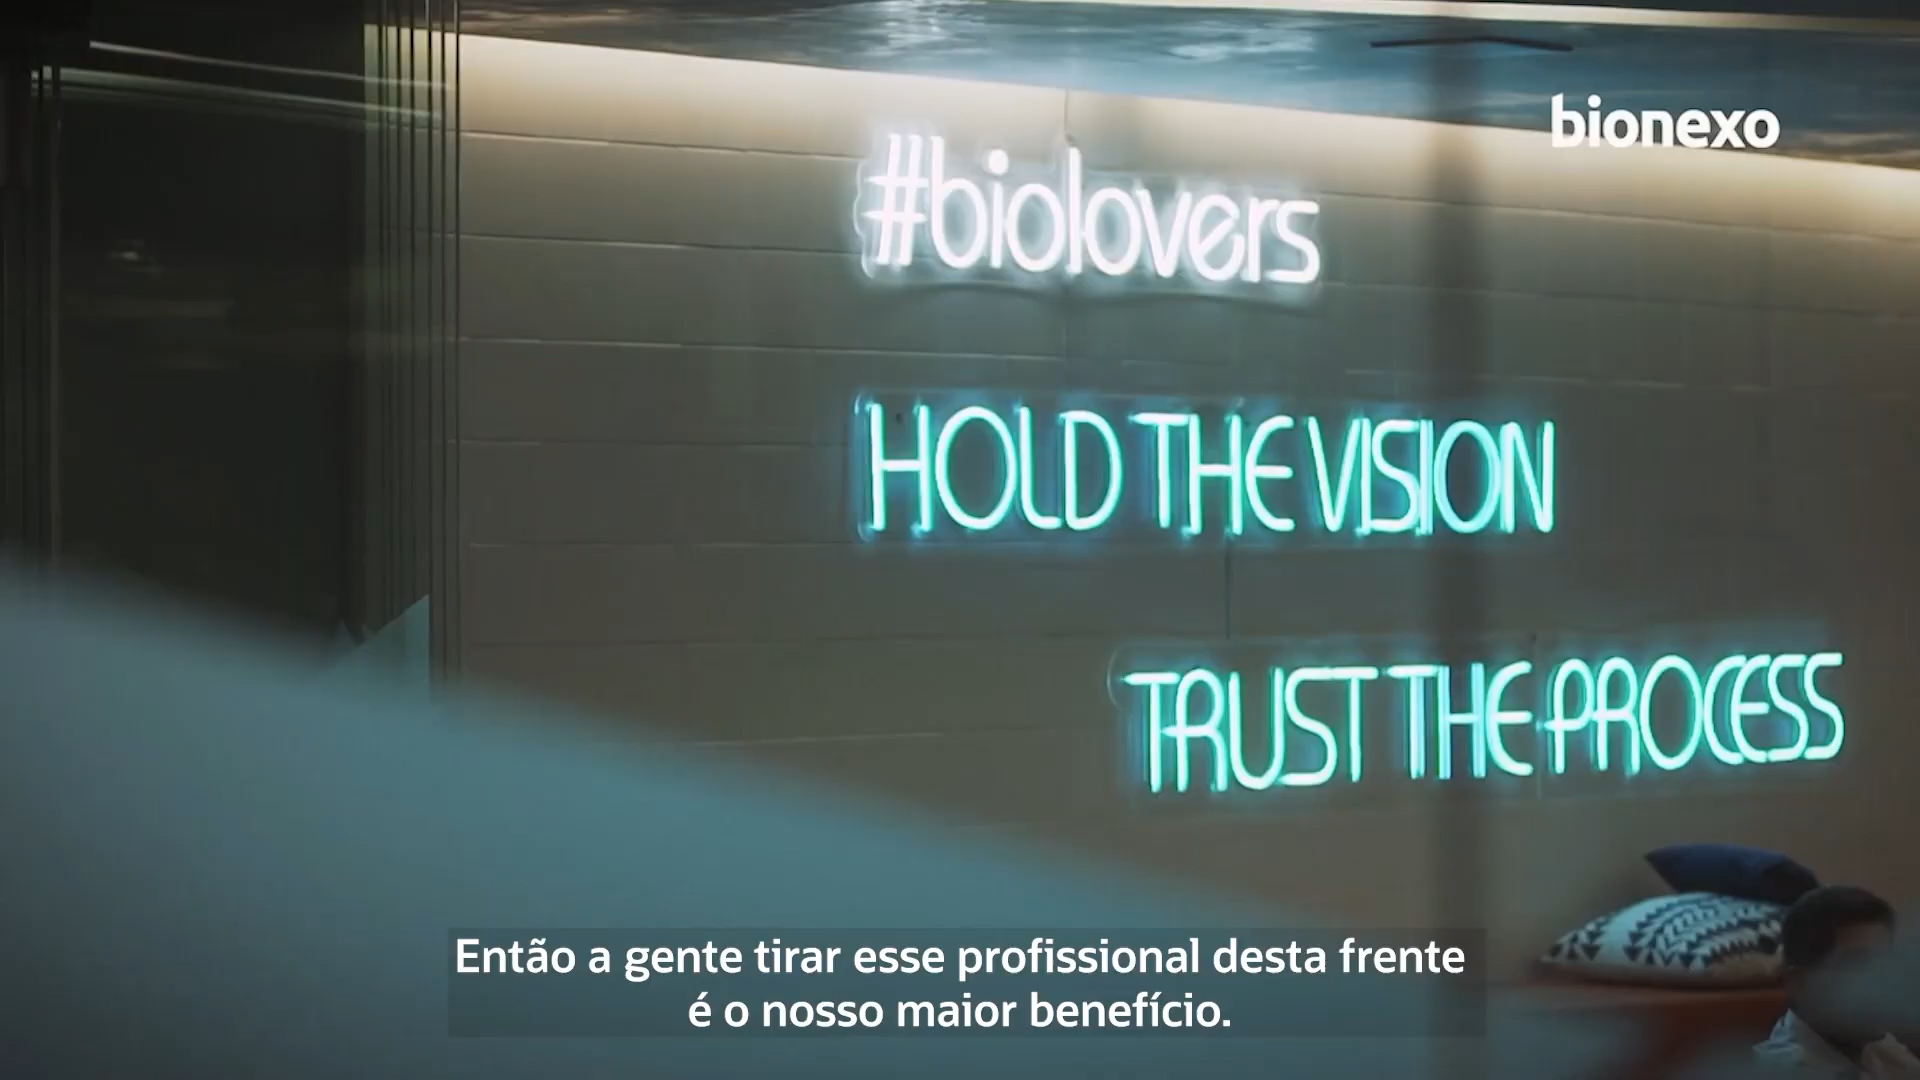 bionexo
#biolovers
HOLD THE VISION
TRUST THE PROCESS
Então a gente tirar esse profissional desta frente
é o nosso maior benefício.